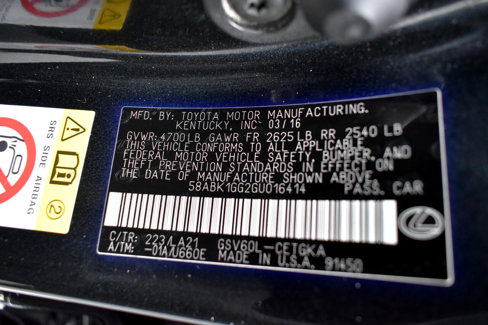 MFD. BY: TOYOTA MOTOR MANUFACTURING.
KENTUCKY, INC 03/16
GVWR: 4700LB GAWR FR 2625LB RR 2540 LB
THIS VEHICLE CONFORMS TO ALL APPLICABLE
FEDERAL MOTOR VEHICLE SAFETY, BUMPER, AND
THEFT PREVENTION STANDARDS IN EFFECT ON
THE DATE OF MANUFACTURE SHOWN ABOVE
58ABK1GG2GU016414 PASS. CAR
C/TR: 223/LA21 GSV60L-CETGKA
A/TM: -01A/U660E MADE IN U.S.A. 91450
SRS SIDE AIRBAG
2